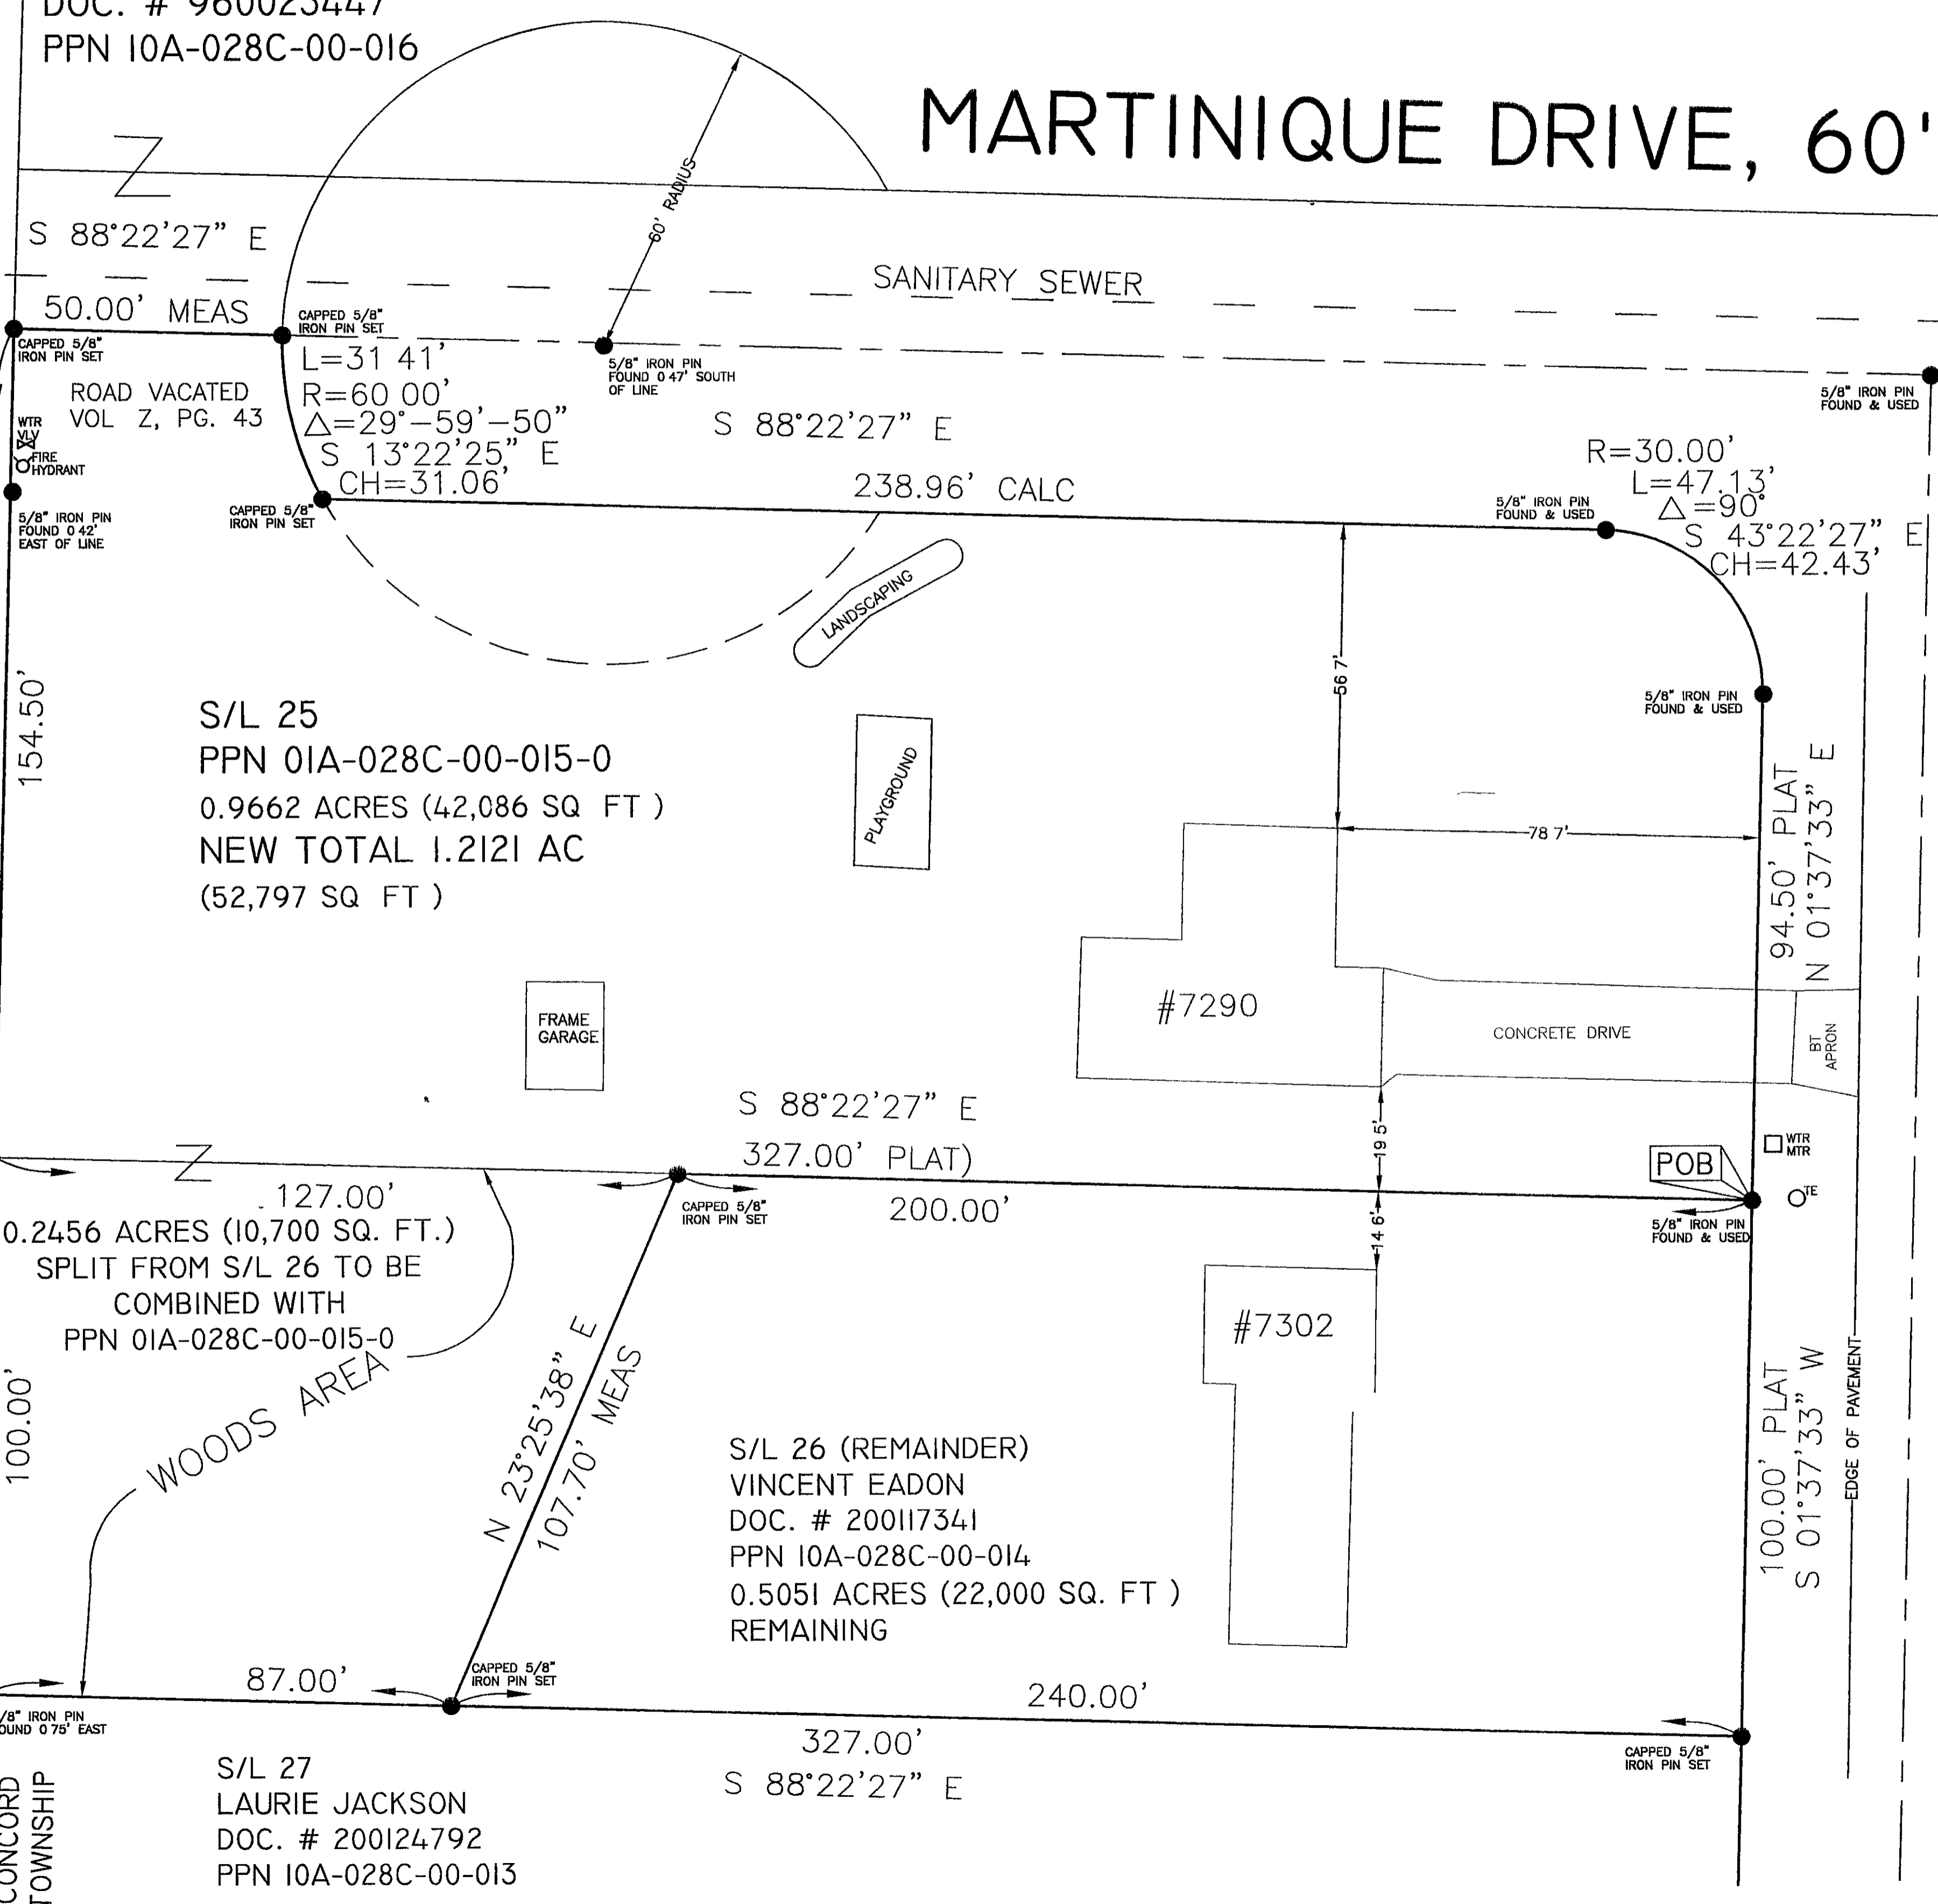 DOC. # 960023447
PPN 10A-028C-00-016
MARTINIQUE DRIVE, 60'
60' RADIUS
S 88°22'27" E
SANITARY SEWER
50.00' MEAS
CAPPED 5/8"
IRON PIN SET
CAPPED 5/8"
IRON PIN SET
5/8" IRON PIN
FOUND 0 47' SOUTH
OF LINE
5/8" IRON PIN
FOUND & USED
ROAD VACATED
VOL Z, PG. 43
L=31 41'
R=60 00'
△=29°-59'-50"
S 13°22'25" E
CH=31.06'
S 88°22'27" E
238.96' CALC
WTR
VLV
FIRE
HYDRANT
5/8" IRON PIN
FOUND 0 42'
EAST OF LINE
CAPPED 5/8"
IRON PIN SET
R=30.00'
L=47.13'
△=90°
S 43°22'27" E
CH=42.43'
5/8" IRON PIN
FOUND & USED
LANDSCAPING
56 7'
5/8" IRON PIN
FOUND & USED
154.50'
S/L 25
PPN 01A-028C-00-015-0
0.9662 ACRES (42,086 SQ FT )
NEW TOTAL 1.2121 AC
(52,797 SQ FT )
PLAYGROUND
78 7'
94.50' PLAT
N 01°37'33" E
FRAME
GARAGE
#7290
CONCRETE DRIVE
BT
APRON
S 88°22'27" E
327.00' PLAT)
19 5'
POB
WTR
MTR
TE
127.00'
CAPPED 5/8"
IRON PIN SET
200.00'
14 6'
5/8" IRON PIN
FOUND & USED
0.2456 ACRES (10,700 SQ. FT.)
SPLIT FROM S/L 26 TO BE
COMBINED WITH
PPN 01A-028C-00-015-0
WOODS AREA
100.00'
N 23°25'38" E
107.70' MEAS
#7302
S/L 26 (REMAINDER)
VINCENT EADON
DOC. # 200117341
PPN 10A-028C-00-014
0.5051 ACRES (22,000 SQ. FT )
REMAINING
100.00' PLAT
S 01°37'33" W
EDGE OF PAVEMENT
87.00'
CAPPED 5/8"
IRON PIN SET
240.00'
/8" IRON PIN
OUND 0 75' EAST
327.00'
S 88°22'27" E
CAPPED 5/8"
IRON PIN SET
S/L 27
LAURIE JACKSON
DOC. # 200124792
PPN 10A-028C-00-013
CONCORD
TOWNSHIP